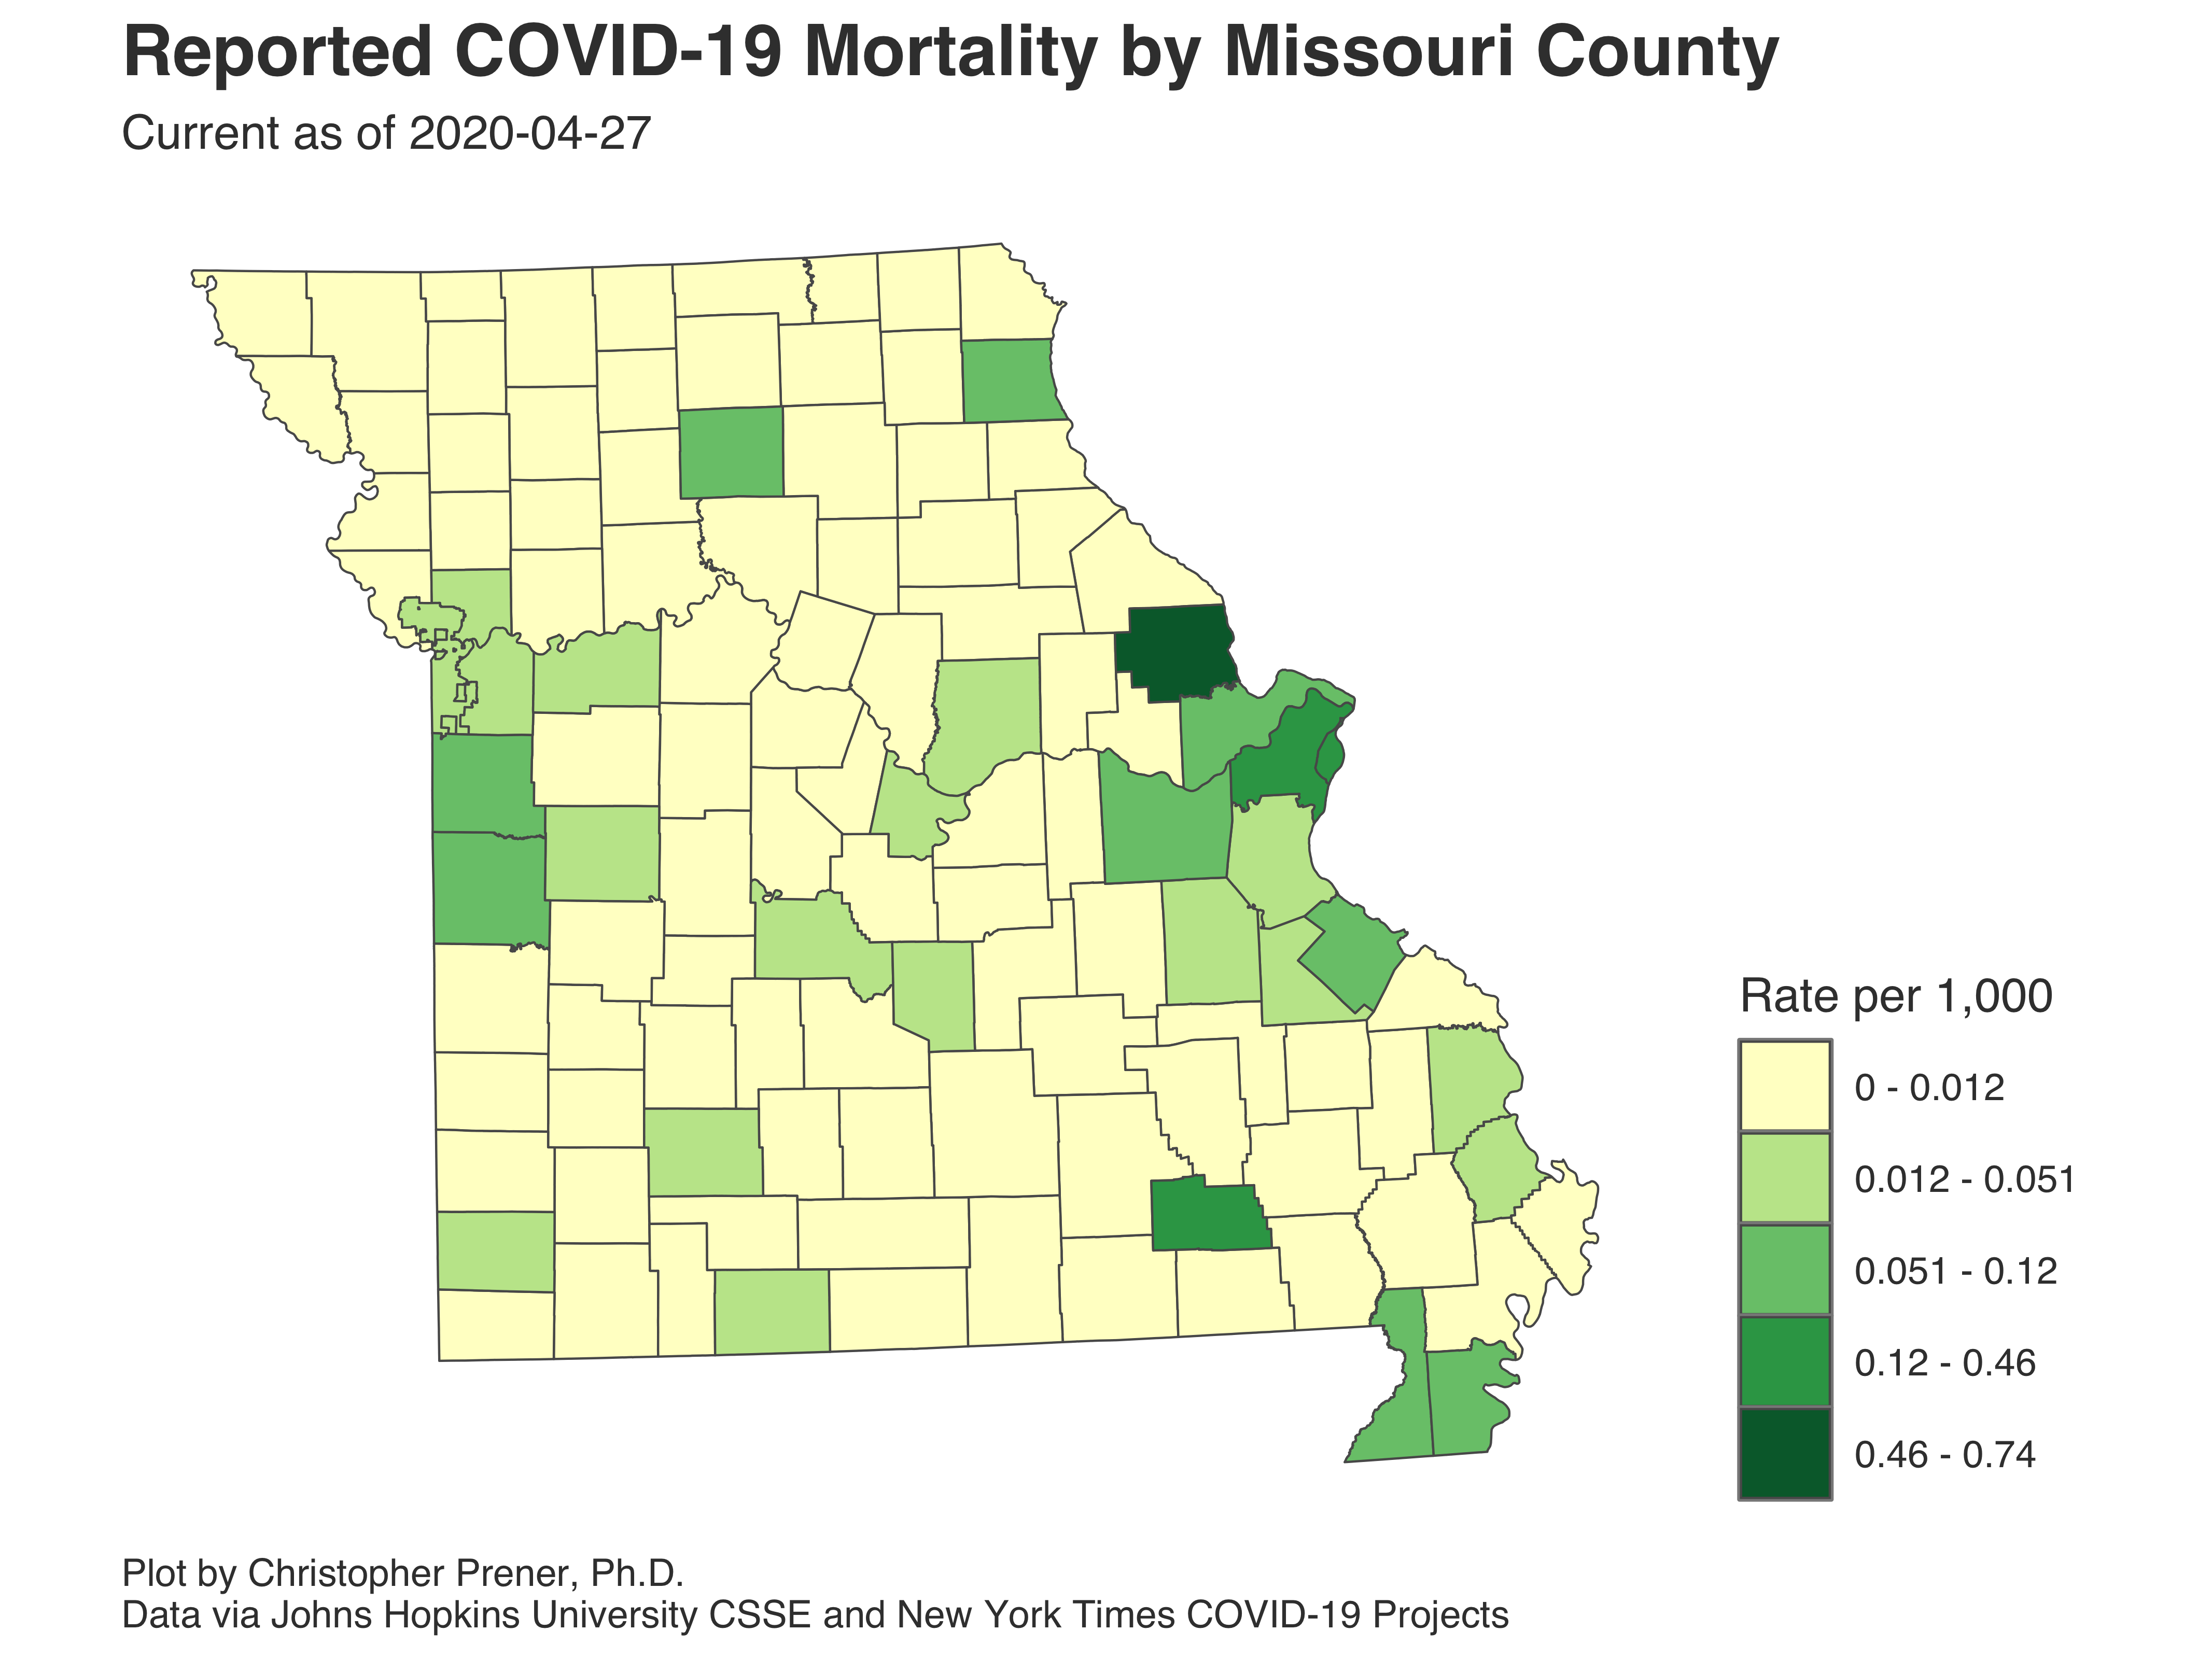 Reported COVID-19 Mortality by Missouri County
Current as of 2020-04-27
Rate per 1,000
0 - 0.012
0.012 - 0.051
0.051 - 0.12
0.12 - 0.46
0.46 - 0.74
Plot by Christopher Prener, Ph.D.
Data via Johns Hopkins University CSSE and New York Times COVID-19 Projects